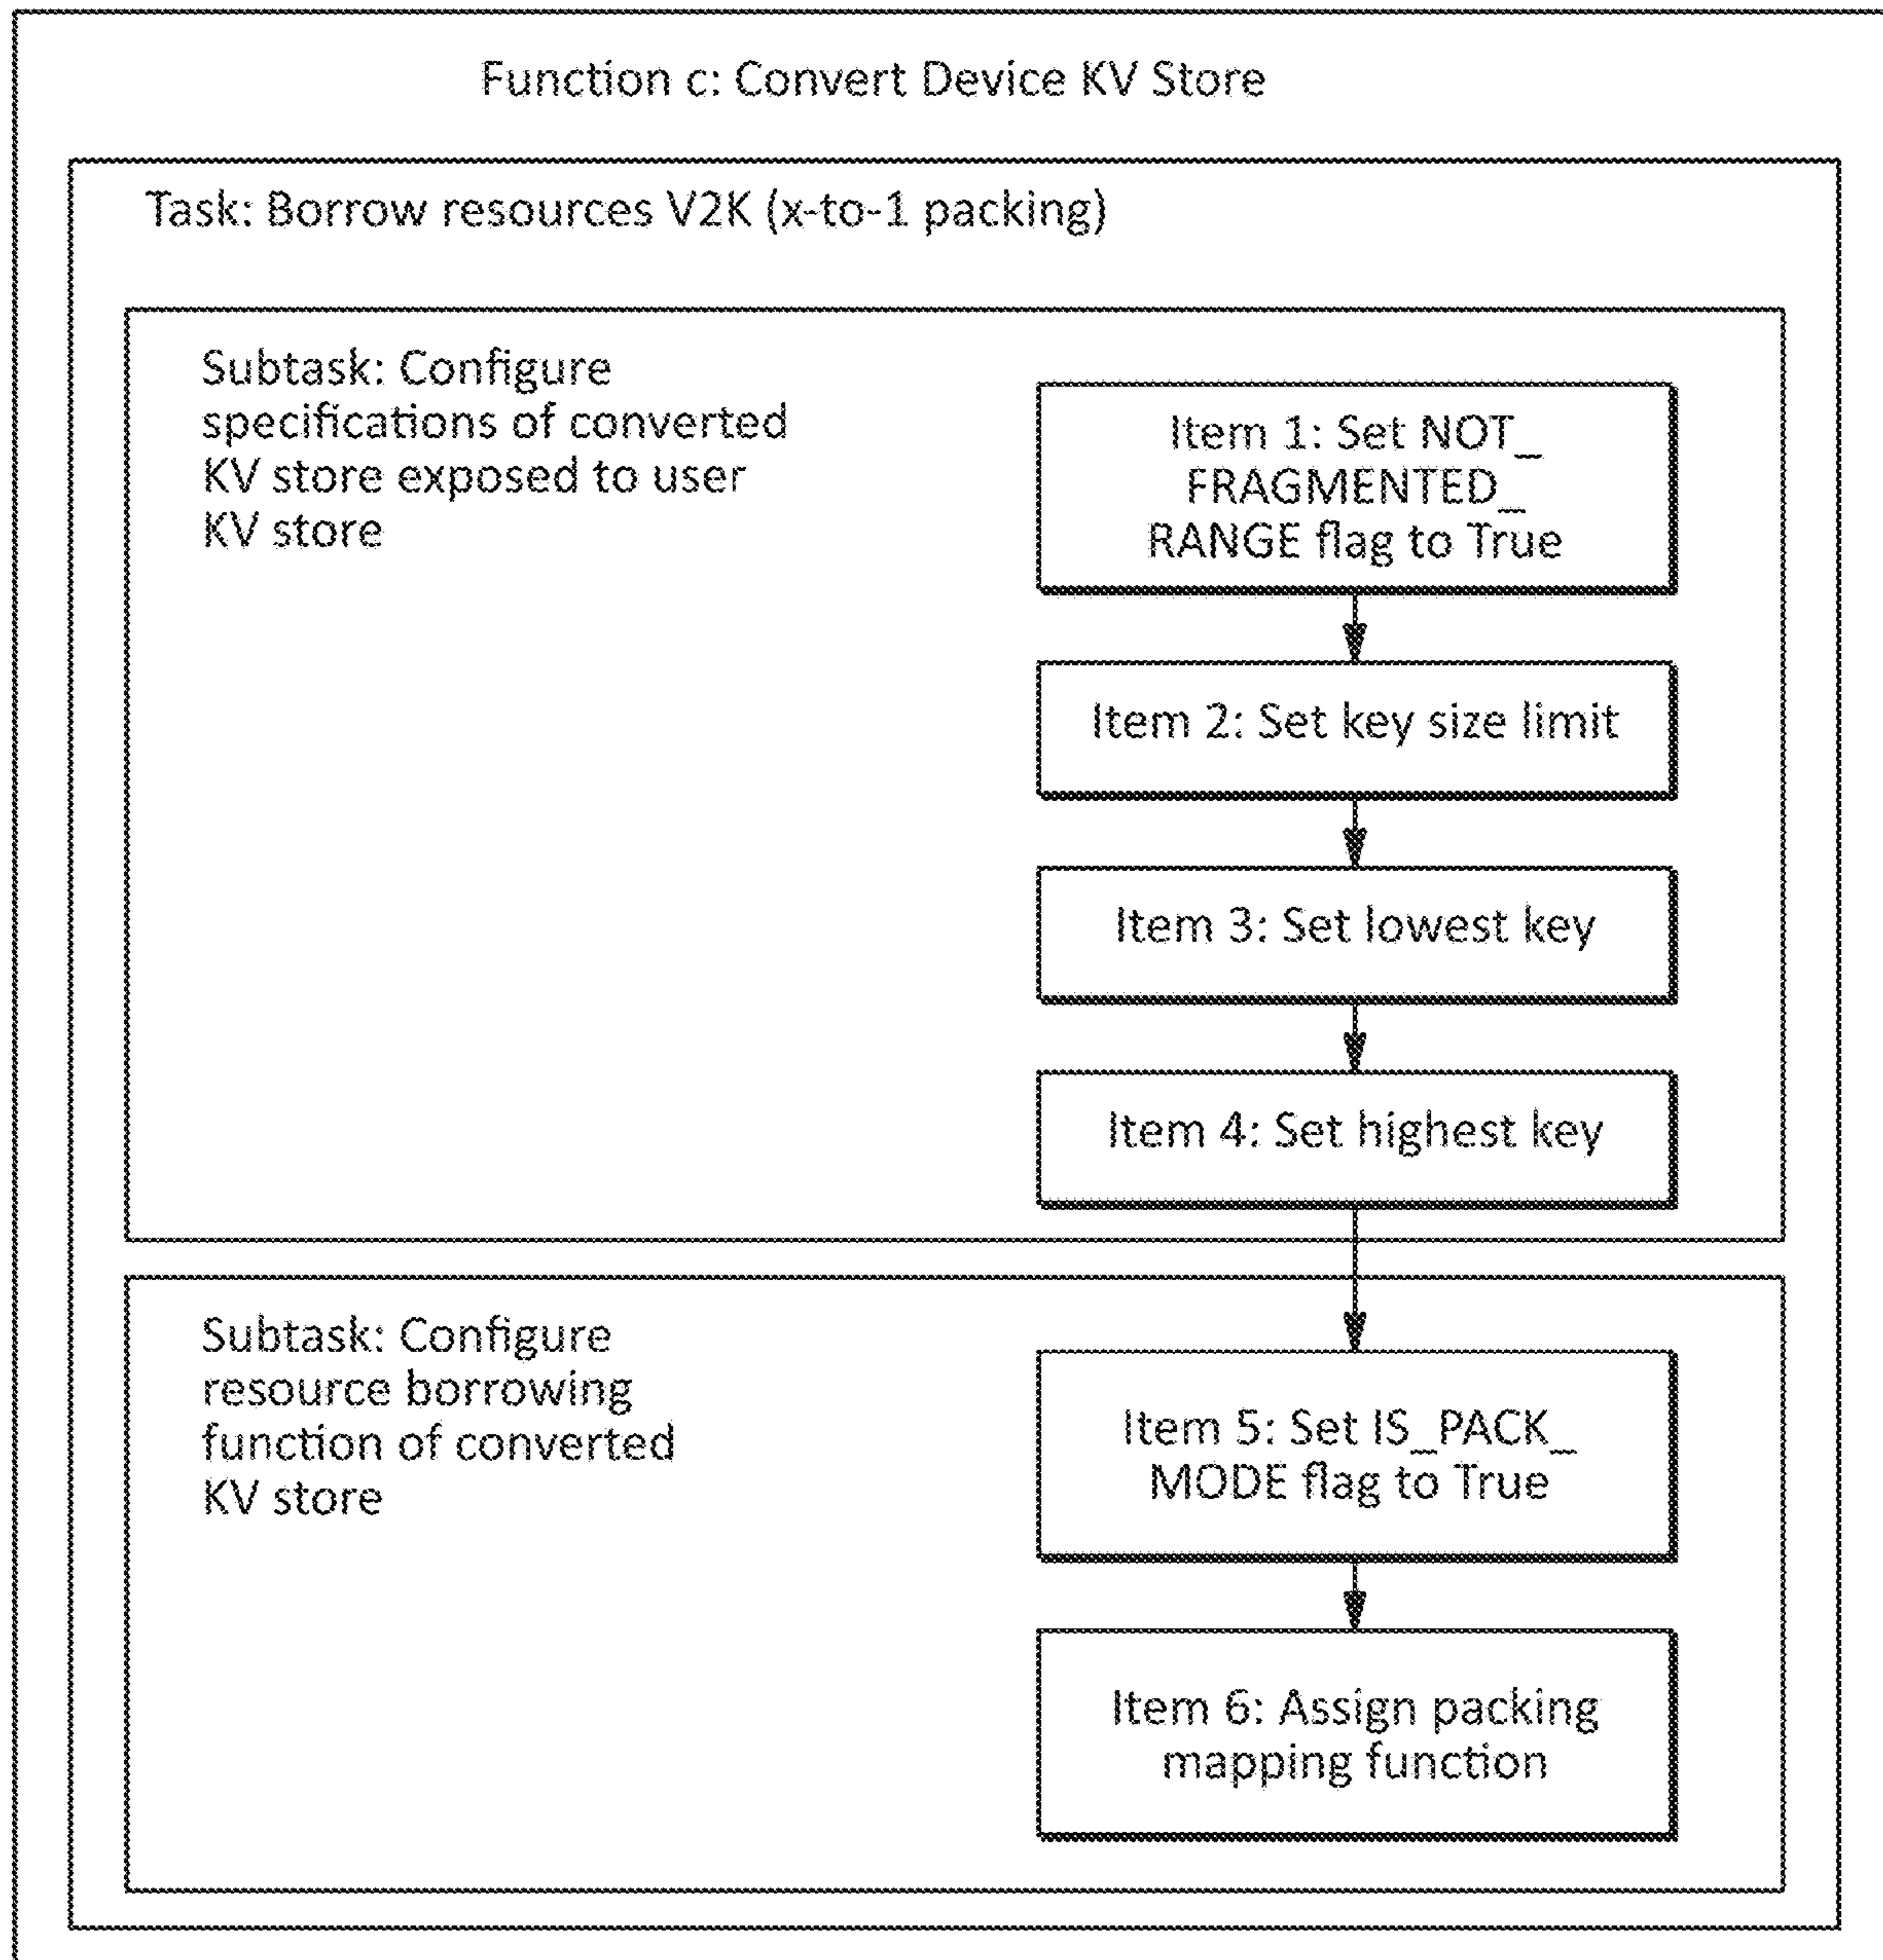 Function c: Convert Device KV Store
Task: Borrow resources V2K (x-to-1 packing)
Subtask: Configure
specifications of converted
KV store exposed to user
KV store
Item 1: Set NOT_
FRAGMENTED_
RANGE flag to True
Item 2: Set key size limit
Item 3: Set lowest key
Item 4: Set highest key
Subtask: Configure
resource borrowing
function of converted
KV store
Item 5: Set IS_PACK_
MODE flag to True
Item 6: Assign packing
mapping function